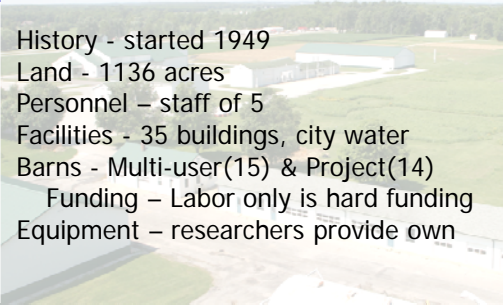 History - started 1949
Land - 1136 acres
Personnel – staff of 5
Facilities - 35 buildings, city water
Barns - Multi-user(15) & Project(14)
Funding – Labor only is hard funding
Equipment – researchers provide own